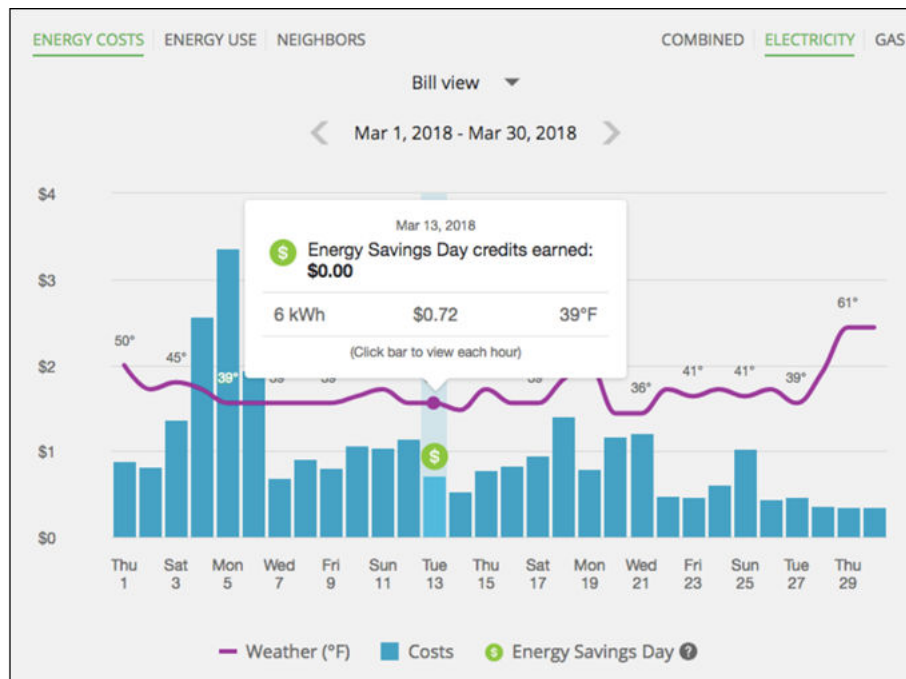 ENERGY COSTS ENERGY USE NEIGHBORS COMBINED ELECTRICITY GAS
Bill view
Mar 1, 2018 - Mar 30, 2018
$4
Mar 13, 2018
$ Energy Savings Day credits earned:
$0.00
$3
6 kWh $0.72 39°F
(Click bar to view each hour)
61°
50°
45°
$2
39° 39 39 39 36° 41° 41° 39°
$1
$
$0
Thu Sat Mon Wed Fri Sun Tue Thu Sat Mon Wed Fri Sun Tue Thu
1 3 5 7 9 11 13 15 17 19 21 23 25 27 29
Weather (°F) Costs $ Energy Savings Day ?